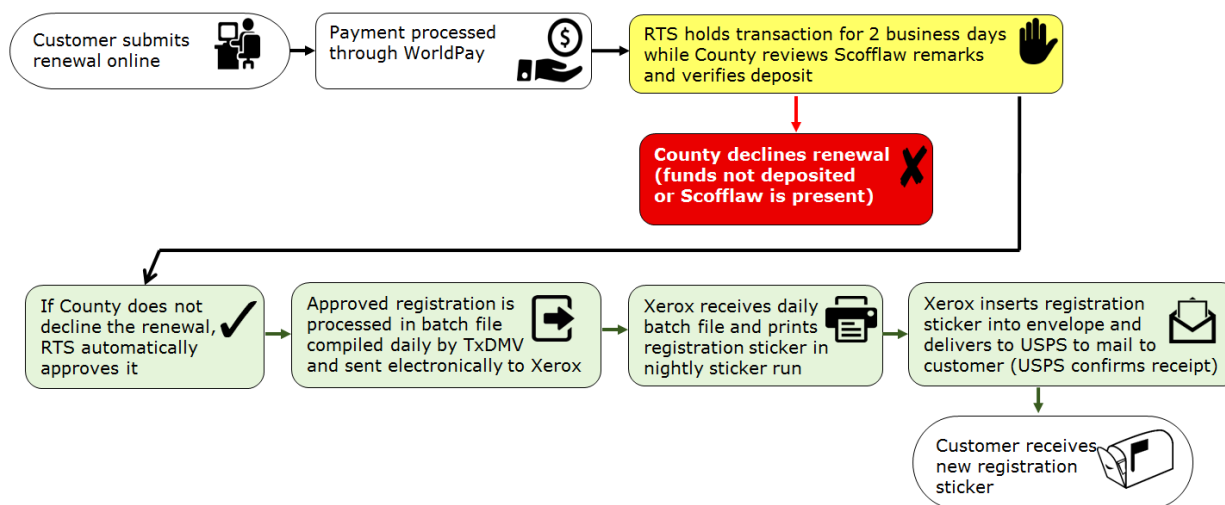 Customer submits
renewal online
Payment processed
through WorldPay
$
RTS holds transaction for 2 business days
while County reviews Scofflaw remarks
and verifies deposit
County declines renewal
(funds not deposited
or Scofflaw is present)
If County does not
decline the renewal,
RTS automatically
approves it
Approved registration is
processed in batch file
compiled daily by TxDMV
and sent electronically to Xerox
Xerox receives daily
batch file and prints
registration sticker in
nightly sticker run
Xerox inserts registration
sticker into envelope and
delivers to USPS to mail to
customer (USPS confirms receipt)
Customer receives
new registration
sticker